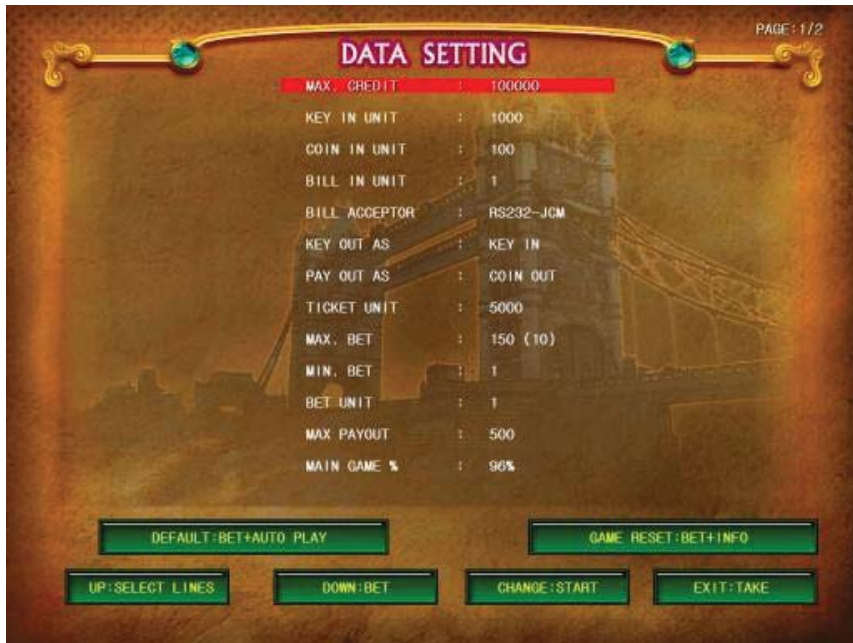 PAGE:1/2
DATA SETTING
MAX. CREDIT : 100000
KEY IN UNIT : 1000
COIN IN UNIT : 100
BILL IN UNIT : 1
BILL ACCEPTOR : RS232-JCM
KEY OUT AS : KEY IN
PAY OUT AS : COIN OUT
TICKET UNIT : 5000
MAX. BET : 150 (10)
MIN. BET : 1
BET UNIT : 1
MAX PAYOUT : 500
MAIN GAME % : 96%
DEFAULT:BET+AUTO PLAY GAME RESET:BET+INFO
UP:SELECT LINES DOWN:BET CHANGE:START EXIT:TAKE